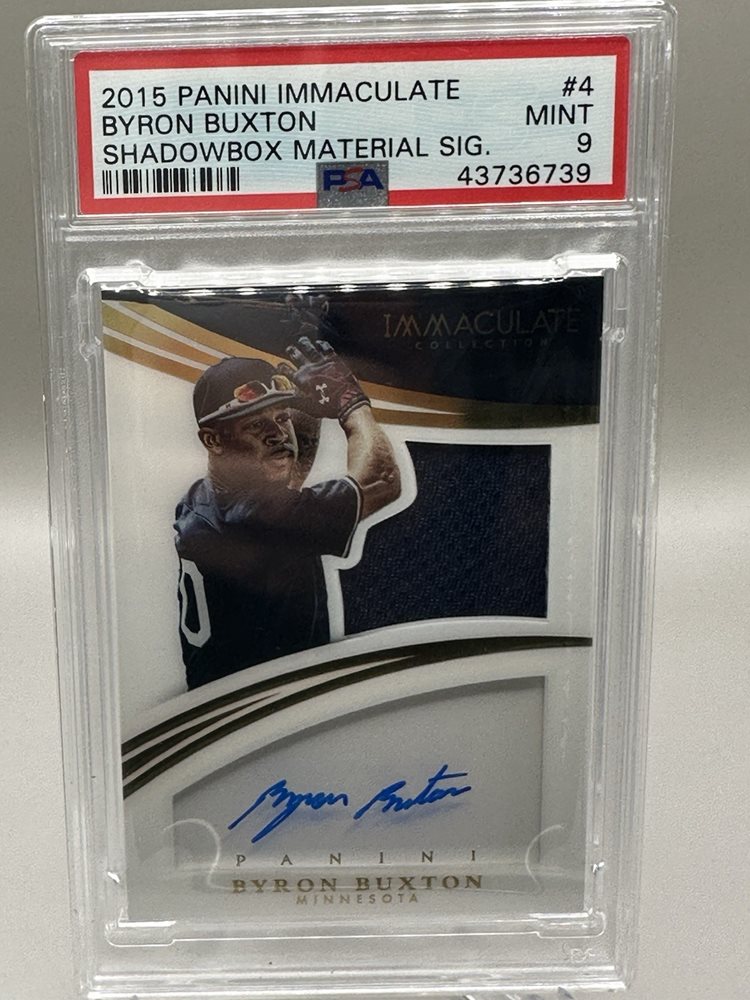 2015 PANINI IMMACULATE #4
BYRON BUXTON MINT
SHADOWBOX MATERIAL SIG. 9
PSA 43736739
IMMACULATE
COLLECTION
0
Byron Buxton
PANINI
BYRON BUXTON
MINNESOTA